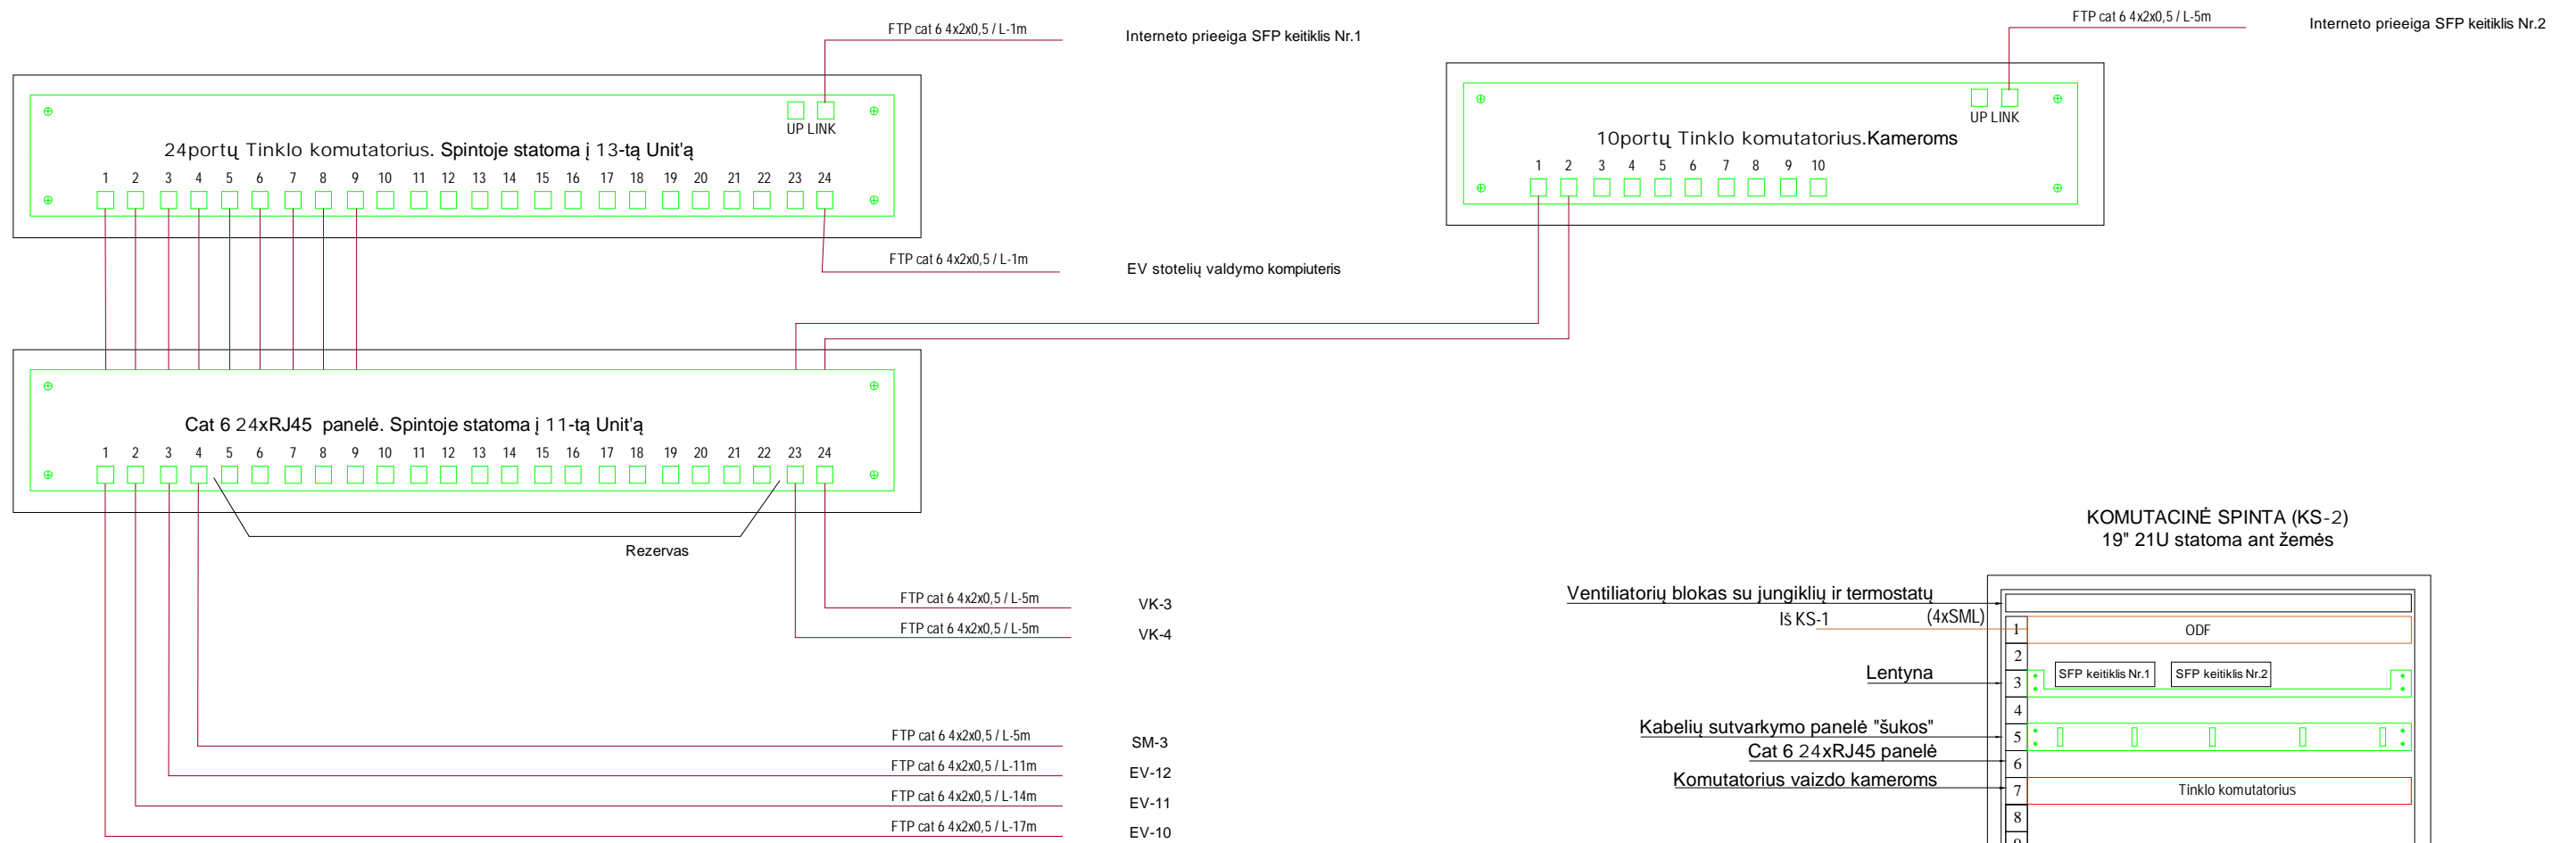 FTP cat 6 4x2x0,5 / L-1m
Interneto prieeiga SFP keitiklis Nr.1
UP LINK
24portų Tinklo komutatorius. Spintoje statoma į 13-tą Unit'ą
1 2 3 4 5 6 7 8 9 10 11 12 13 14 15 16 17 18 19 20 21 22 23 24
FTP cat 6 4x2x0,5 / L-1m
EV stotelių valdymo kompiuteris
FTP cat 6 4x2x0,5 / L-5m
Interneto prieeiga SFP keitiklis Nr.2
UP LINK
10portų Tinklo komutatorius.Kameroms
1 2 3 4 5 6 7 8 9 10
Cat 6 24xRJ45 panelė. Spintoje statoma į 11-tą Unit'ą
1 2 3 4 5 6 7 8 9 10 11 12 13 14 15 16 17 18 19 20 21 22 23 24
Rezervas
FTP cat 6 4x2x0,5 / L-5m
VK-3
FTP cat 6 4x2x0,5 / L-5m
VK-4
FTP cat 6 4x2x0,5 / L-5m
SM-3
FTP cat 6 4x2x0,5 / L-11m
EV-12
FTP cat 6 4x2x0,5 / L-14m
EV-11
FTP cat 6 4x2x0,5 / L-17m
EV-10
KOMUTACINĖ SPINTA (KS-2)
19" 21U statoma ant žemės
Ventiliatorių blokas su jungiklių ir termostatų
Iš KS-1
(4xSML)
1
ODF
2
Lentyna
3
SFP keitiklis Nr.1
SFP keitiklis Nr.2
4
Kabelių sutvarkymo panelė "šukos"
5
Cat 6 24xRJ45 panelė
6
Komutatorius vaizdo kameroms
7
Tinklo komutatorius
8